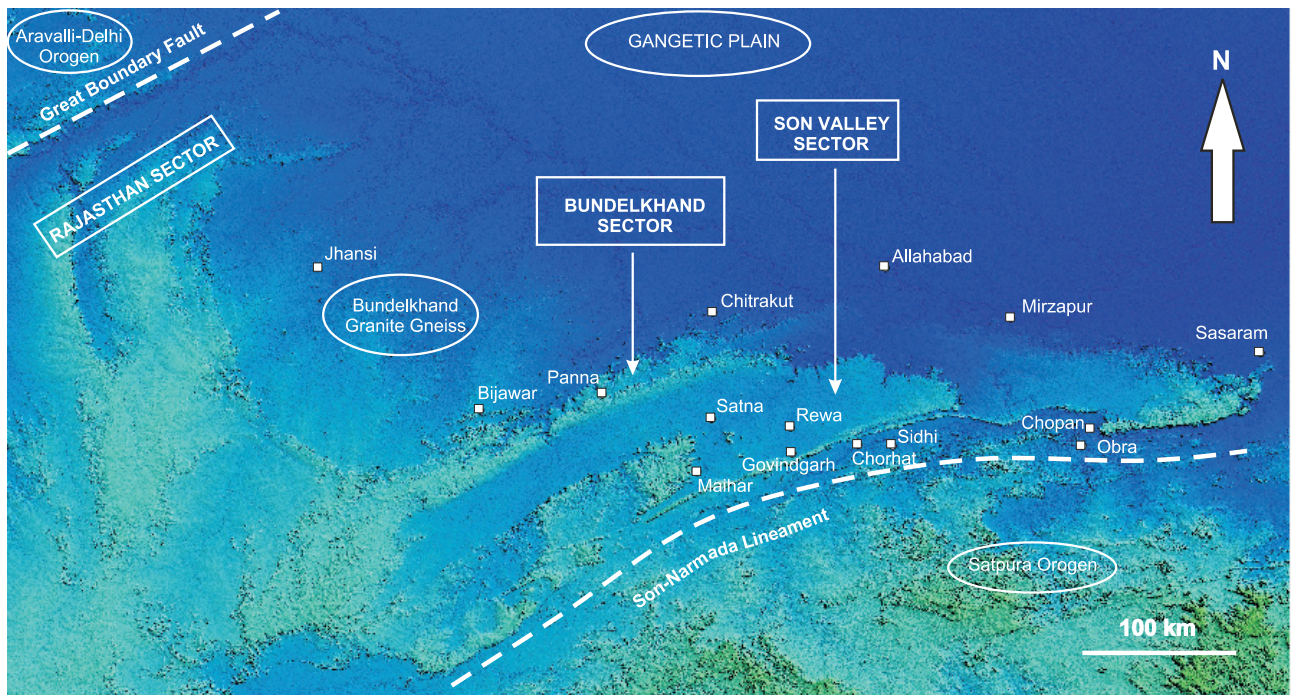 Aravalli-Delhi
Orogen
Great Boundary Fault
GANGETIC PLAIN
N
RAJASTHAN SECTOR
SON VALLEY
SECTOR
BUNDELKHAND
SECTOR
Jhansi
Allahabad
Bundelkhand
Granite Gneiss
Chitrakut
Mirzapur
Sasaram
Panna
Bijawar
Satna
Rewa
Chopan
Sidhi
Obra
Govindgarh
Chorhat
Maihar
Son-Narmada Lineament
Satpura Orogen
100 km